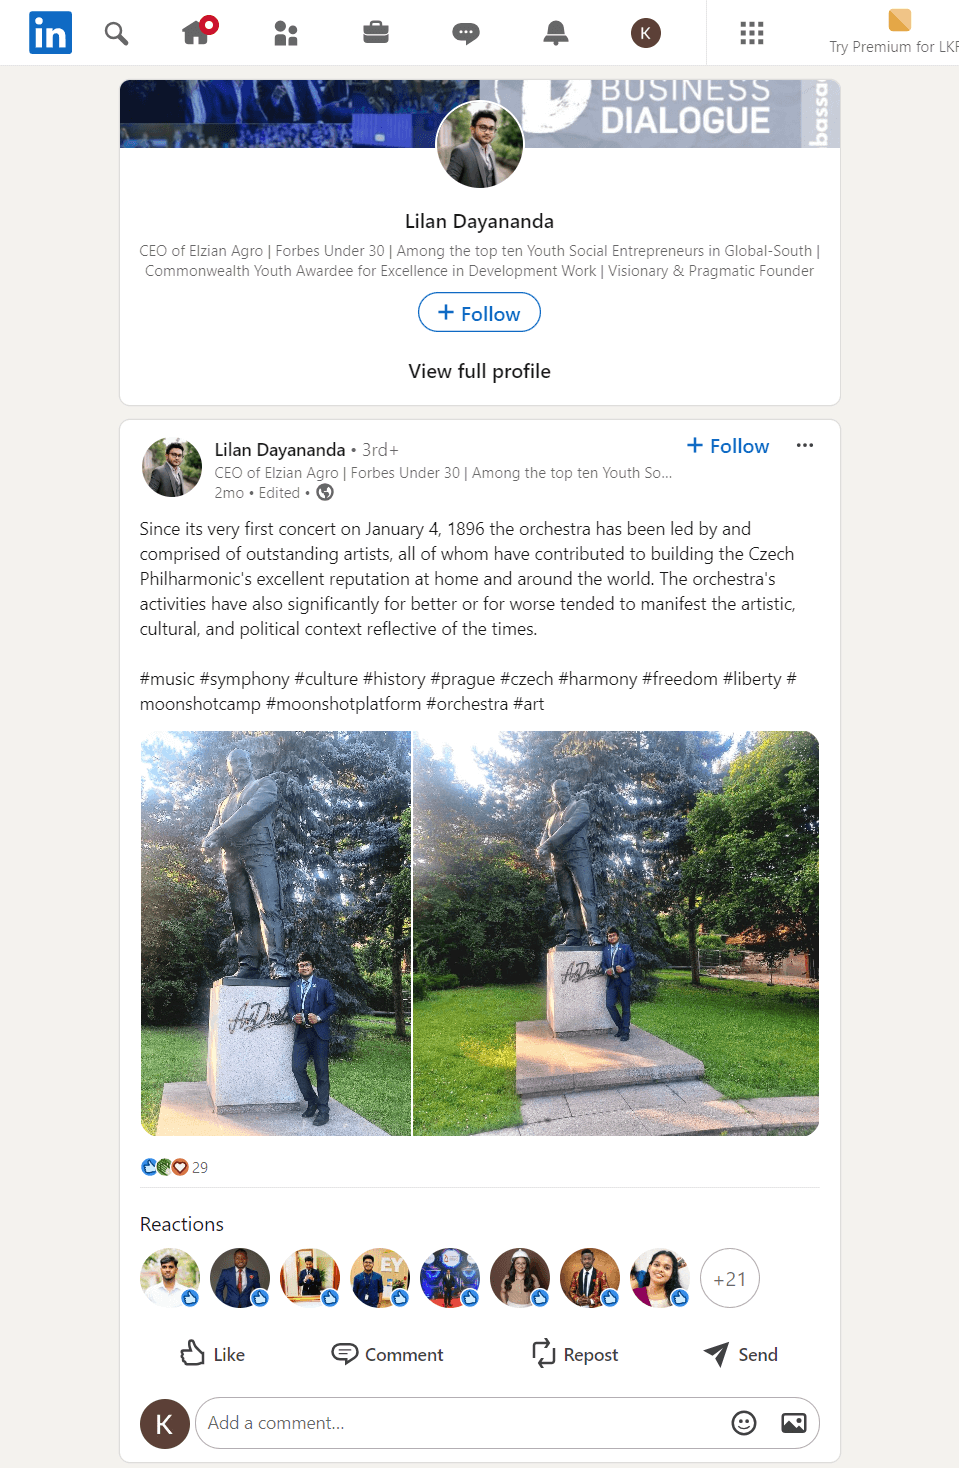 in
K
Try Premium for LKR
BUSINESS
DIALOGUE
bassa
Lilan Dayananda
CEO of Elzian Agro | Forbes Under 30 | Among the top ten Youth Social Entrepreneurs in Global-South |
Commonwealth Youth Awardee for Excellence in Development Work | Visionary & Pragmatic Founder
+ Follow
View full profile
Lilan Dayananda • 3rd+
+ Follow
CEO of Elzian Agro | Forbes Under 30 | Among the top ten Youth So...
2mo • Edited •
Since its very first concert on January 4, 1896 the orchestra has been led by and
comprised of outstanding artists, all of whom have contributed to building the Czech
Philharmonic's excellent reputation at home and around the world. The orchestra's
activities have also significantly for better or for worse tended to manifest the artistic,
cultural, and political context reflective of the times.
#music #symphony #culture #history #prague #czech #harmony #freedom #liberty #
moonshotcamp #moonshotplatform #orchestra #art
29
Reactions
EY
+21
Like
Comment
Repost
Send
K
Add a comment...